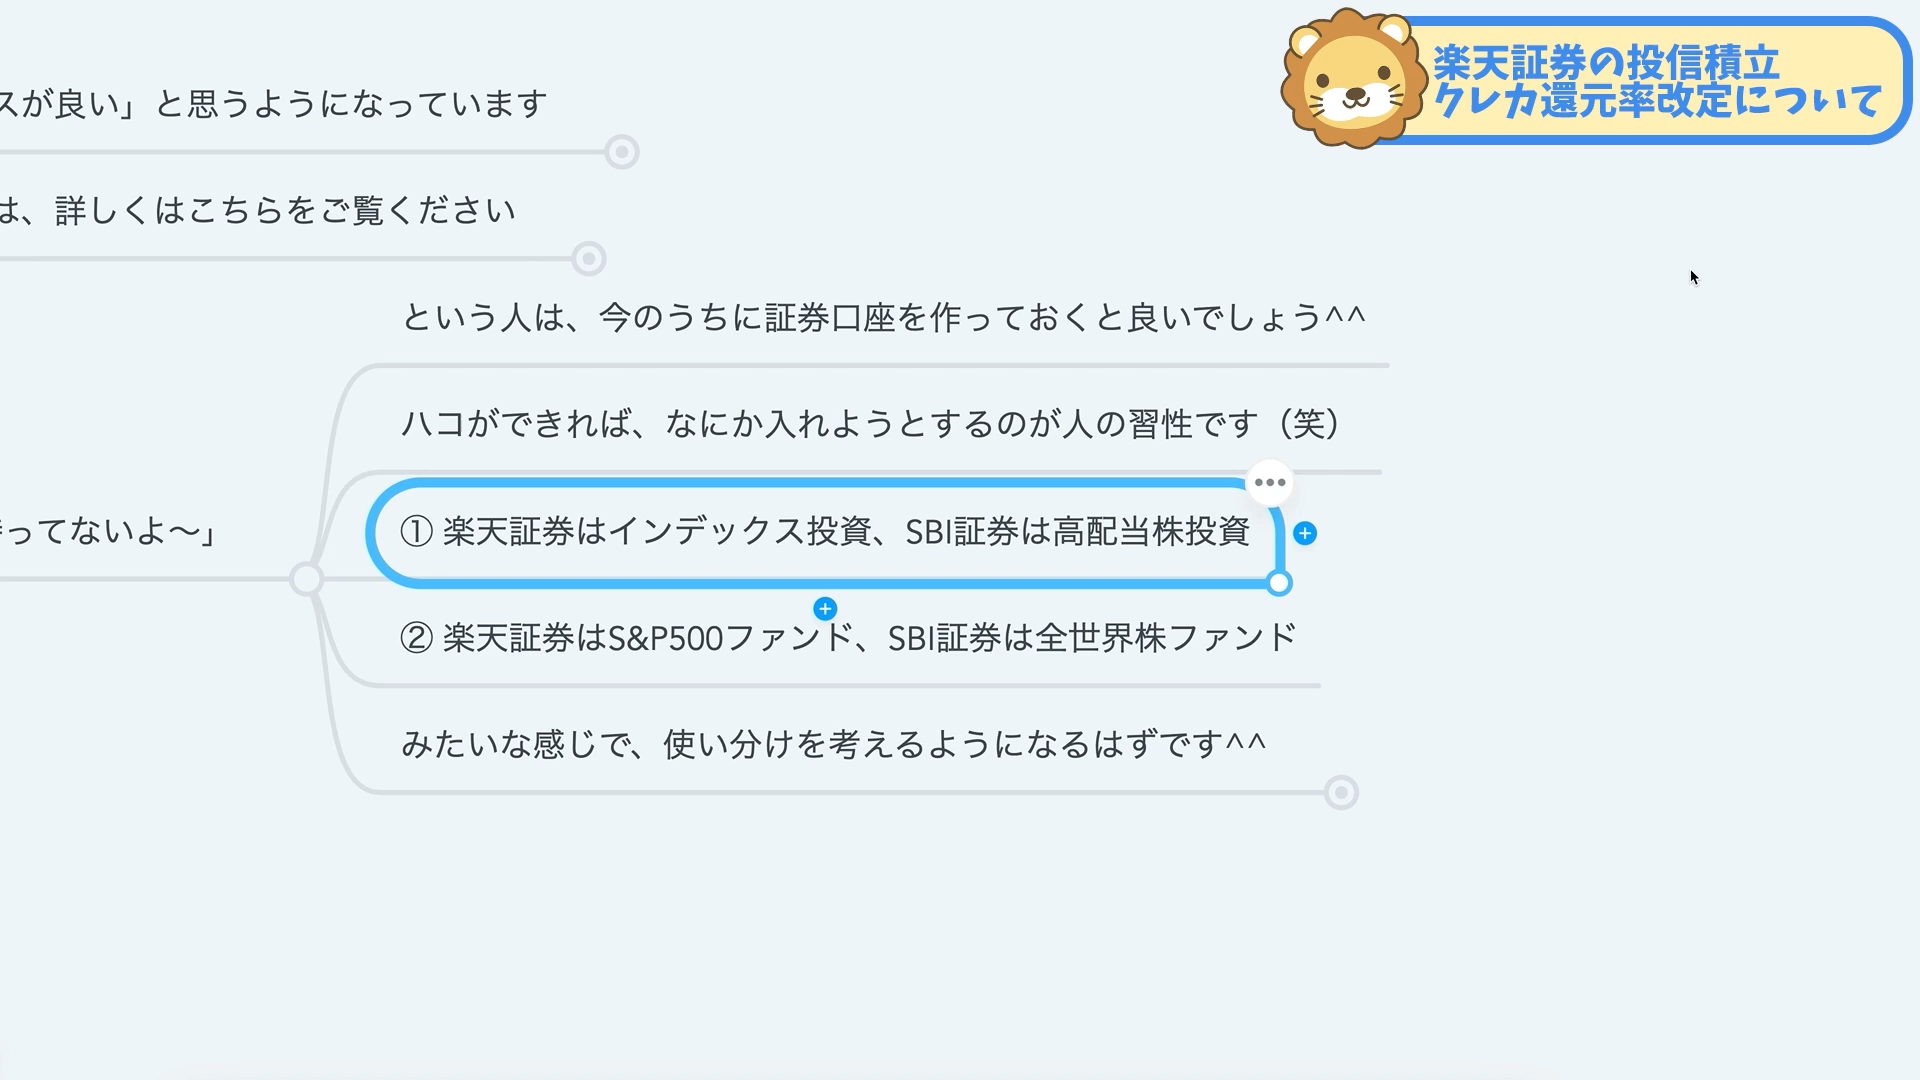 楽天証券の投信積立
クレカ還元率改定について
スが良い」と思うようになっています
は、詳しくはこちらをご覧ください
という人は、今のうちに証券口座を作っておくと良いでしょう^^
ハコができれば、なにか入れようとするのが人の習性です（笑）
ってないよ〜」
① 楽天証券はインデックス投資、SBI証券は高配当株投資
② 楽天証券はS&P500ファンド、SBI証券は全世界株ファンド
みたいな感じで、使い分けを考えるようになるはずです^^